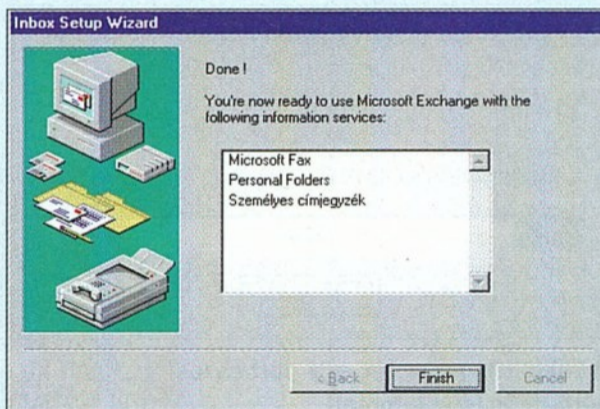 Inbox Setup Wizard
Done !
You're now ready to use Microsoft Exchange with the
following information services:
Microsoft Fax
Personal Folders
Személyes címjegyzék
< Back
Finish
Cancel